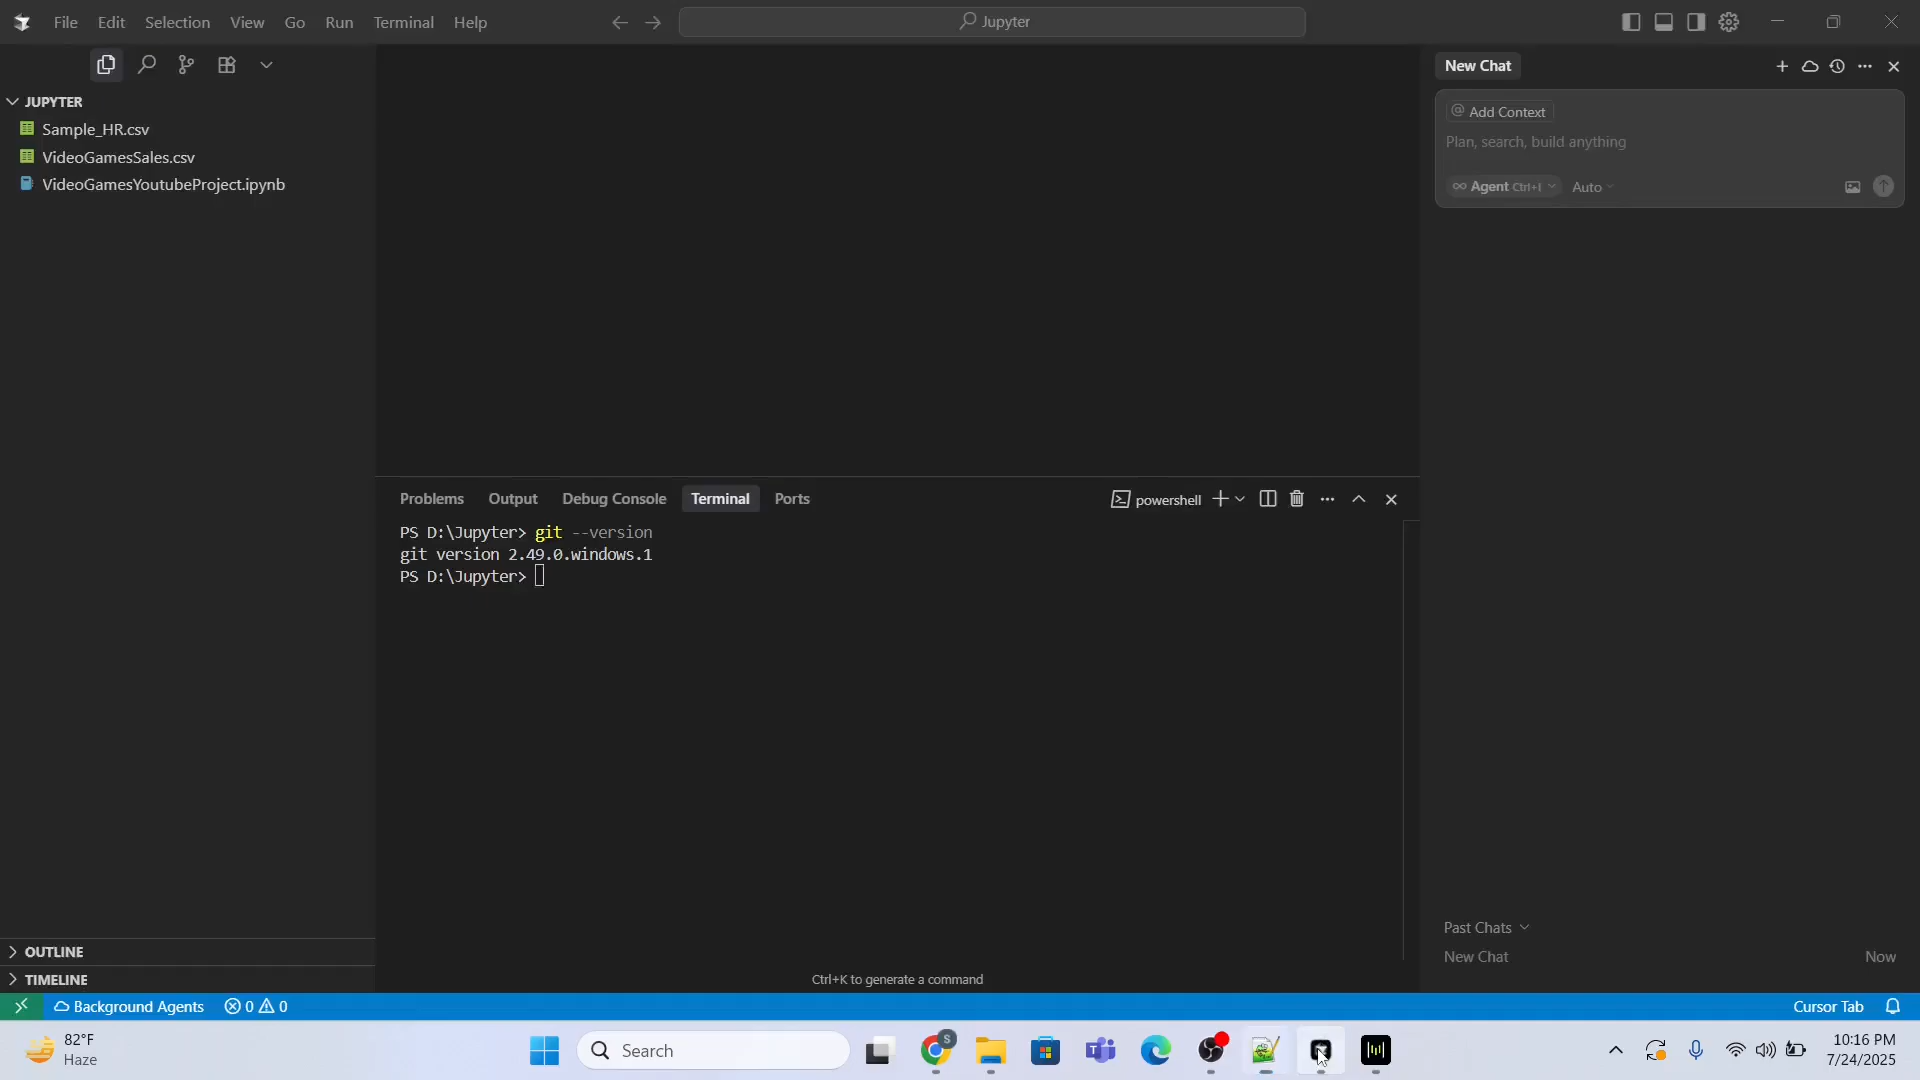 File Edit Selection View Go Run Terminal Help
Jupyter
JUPYTER
Sample_HR.csv
VideoGamesSales.csv
VideoGamesYoutubeProject.ipynb
OUTLINE
TIMELINE
Problems Output Debug Console Terminal Ports
powershell
PS D:\Jupyter> git --version
git version 2.49.0.windows.1
PS D:\Jupyter>
Ctrl+K to generate a command
New Chat
@ Add Context
Plan, search, build anything
∞ Agent Ctrl+I Auto
Past Chats
New Chat Now
Background Agents 0 0 Cursor Tab
82°F
Haze
Search
S
10:16 PM
7/24/2025